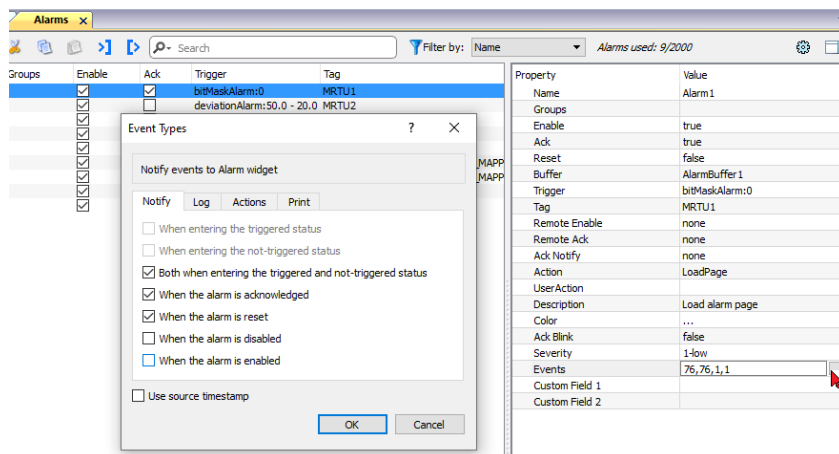 Alarms x
Search
Filter by: Name
Alarms used: 9/2000
Groups Enable Ack Trigger Tag
bitMaskAlarm:0 MRTU1
deviationAlarm:50.0 - 20.0 MRTU2
_MAPP
_MAPP
Event Types ? X
Notify events to Alarm widget
Notify Log Actions Print
When entering the triggered status
When entering the not-triggered status
Both when entering the triggered and not-triggered status
When the alarm is acknowledged
When the alarm is reset
When the alarm is disabled
When the alarm is enabled
Use source timestamp
OK Cancel
Property Value
Name Alarm1
Groups
Enable true
Ack true
Reset false
Buffer AlarmBuffer1
Trigger bitMaskAlarm:0
Tag MRTU1
Remote Enable none
Remote Ack none
Ack Notify none
Action LoadPage
UserAction
Description Load alarm page
Color ...
Ack Blink false
Severity 1-low
Events 76,76,1,1
Custom Field 1
Custom Field 2